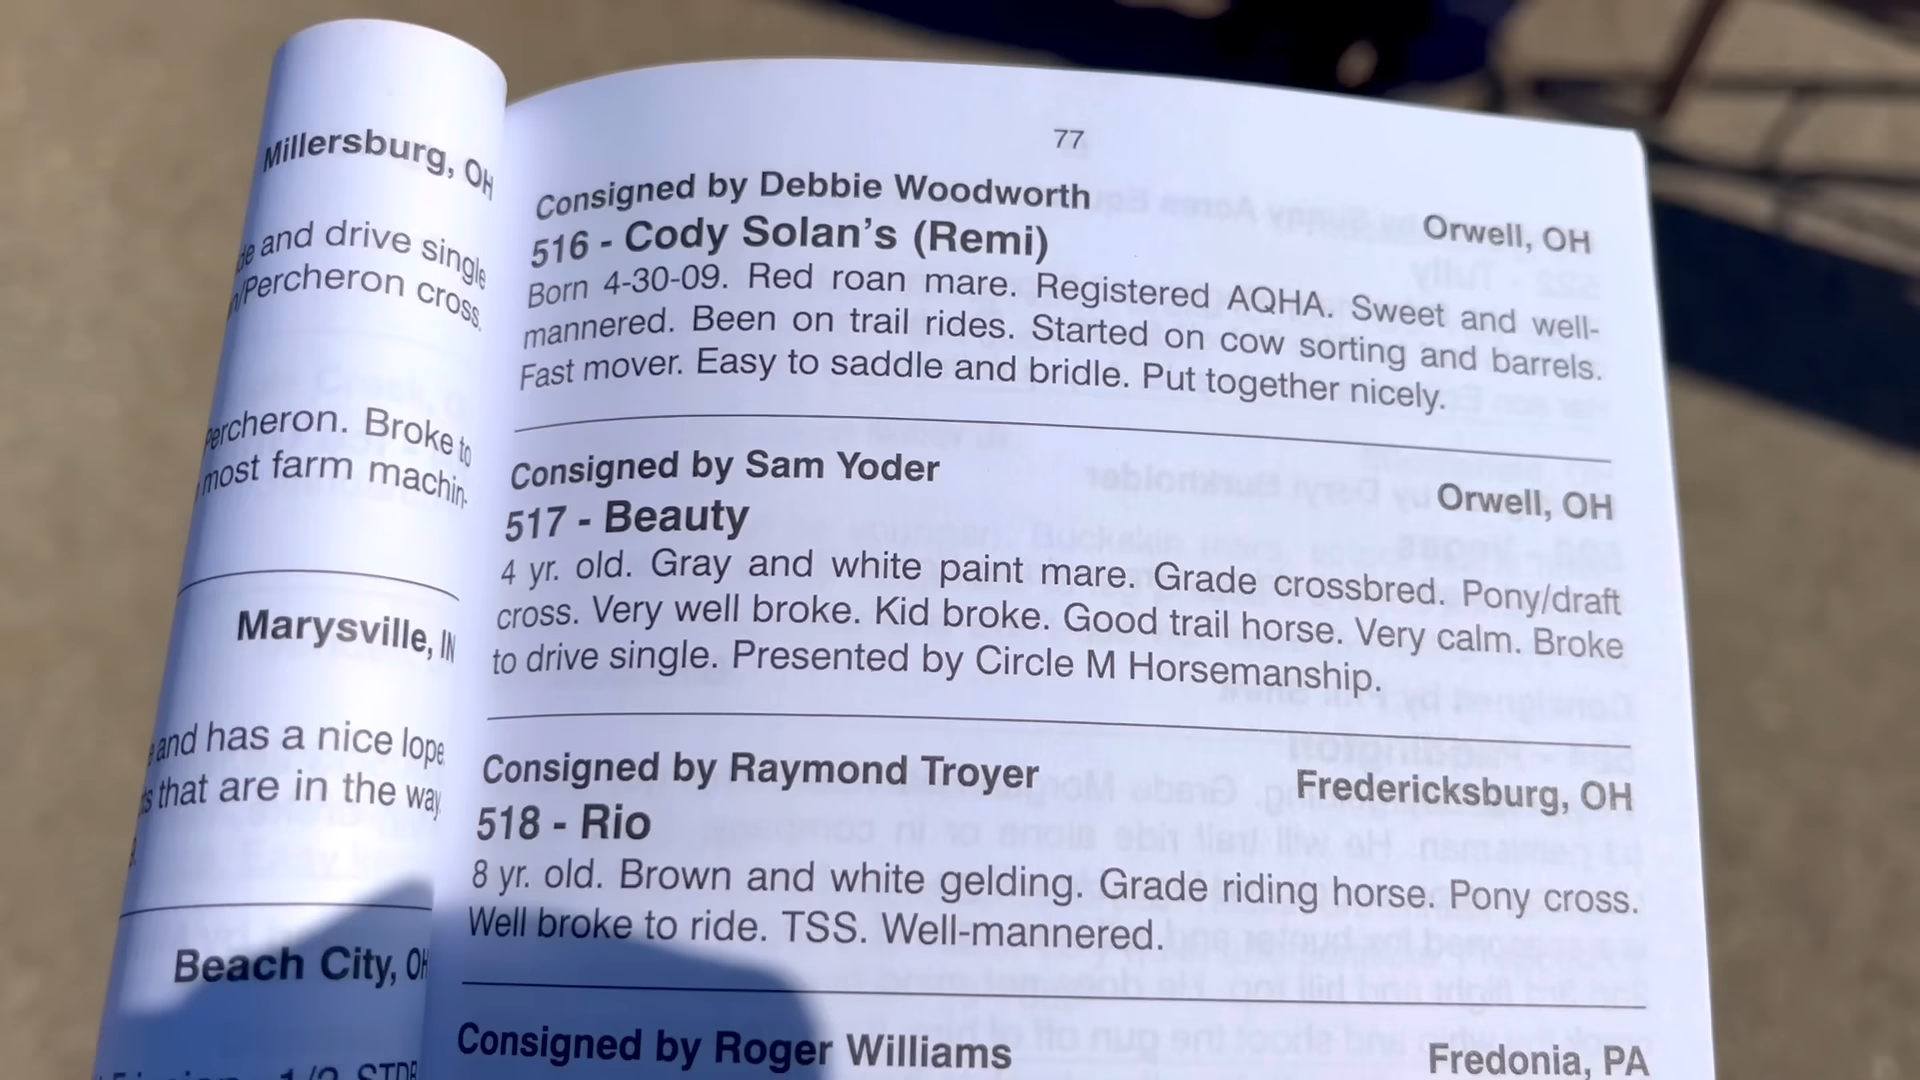 Millersburg, OH
and drive single
/Percheron cross.
Percheron. Broke to
most farm machin-
Marysville, IN
and has a nice lope.
that are in the way.
Beach City, OH
1/2 STDB
77
Consigned by Debbie Woodworth Orwell, OH
516 - Cody Solan's (Remi)
Born 4-30-09. Red roan mare. Registered AQHA. Sweet and well-
mannered. Been on trail rides. Started on cow sorting and barrels.
Fast mover. Easy to saddle and bridle. Put together nicely.
Consigned by Sam Yoder Orwell, OH
517 - Beauty
4 yr. old. Gray and white paint mare. Grade crossbred. Pony/draft
cross. Very well broke. Kid broke. Good trail horse. Very calm. Broke
to drive single. Presented by Circle M Horsemanship.
Consigned by Raymond Troyer Fredericksburg, OH
518 - Rio
8 yr. old. Brown and white gelding. Grade riding horse. Pony cross.
Well broke to ride. TSS. Well-mannered.
Consigned by Roger Williams Fredonia, PA